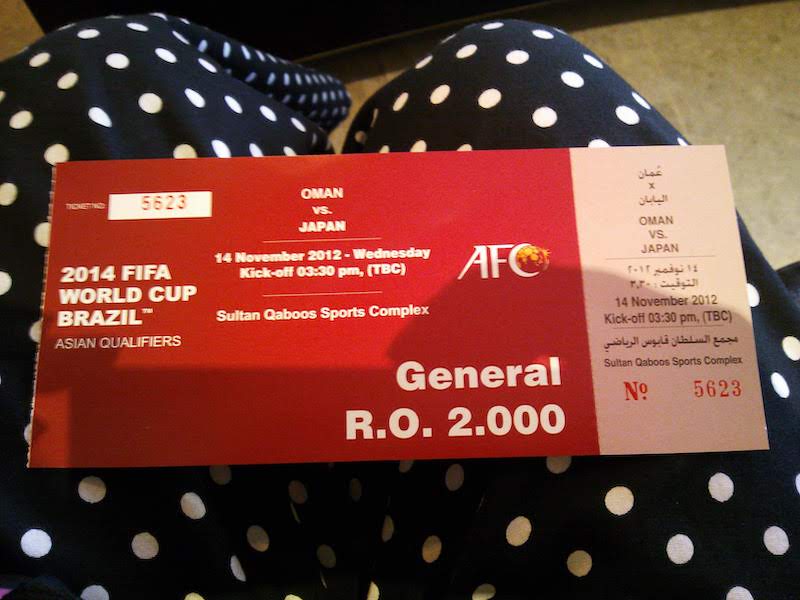 TICKET NO:
5623
OMAN
VS.
JAPAN
14 November 2012 - Wednesday
Kick-off 03:30 pm, (TBC)
Sultan Qaboos Sports Complex
2014 FIFA
WORLD CUP
BRAZIL™
ASIAN QUALIFIERS
AFC
General
R.O. 2.000
عُمان
x
اليابان
OMAN
VS.
JAPAN
١٤ نوفمبر ٢٠١٢
التوقيت : ٣،٣٠
14 November 2012
Kick-off 03:30 pm, (TBC)
مجمع السلطان قابوس الرياضي
Sultan Qaboos Sports Complex
Nº 5623